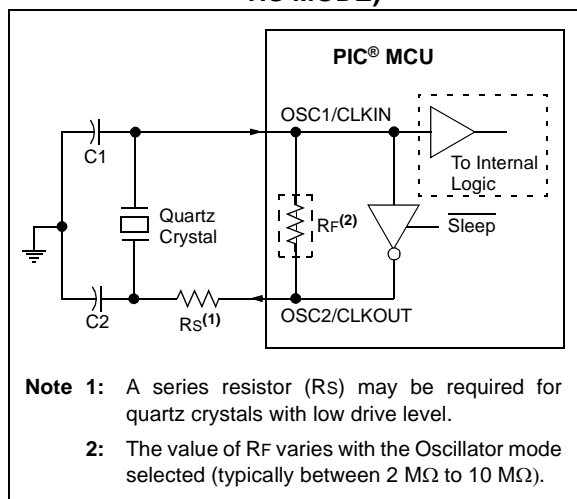 PIC® MCU
OSC1/CLKIN
C1
To Internal
Logic
Quartz
Crystal
RF(2)
Sleep
C2
RS(1)
OSC2/CLKOUT
Note 1: A series resistor (RS) may be required for
quartz crystals with low drive level.
2: The value of RF varies with the Oscillator mode
selected (typically between 2 MΩ to 10 MΩ).